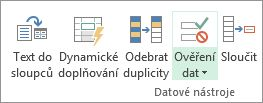 Text do sloupců
Dynamické doplňování
Odebrat duplicity
Ověření dat
Sloučit
Datové nástroje